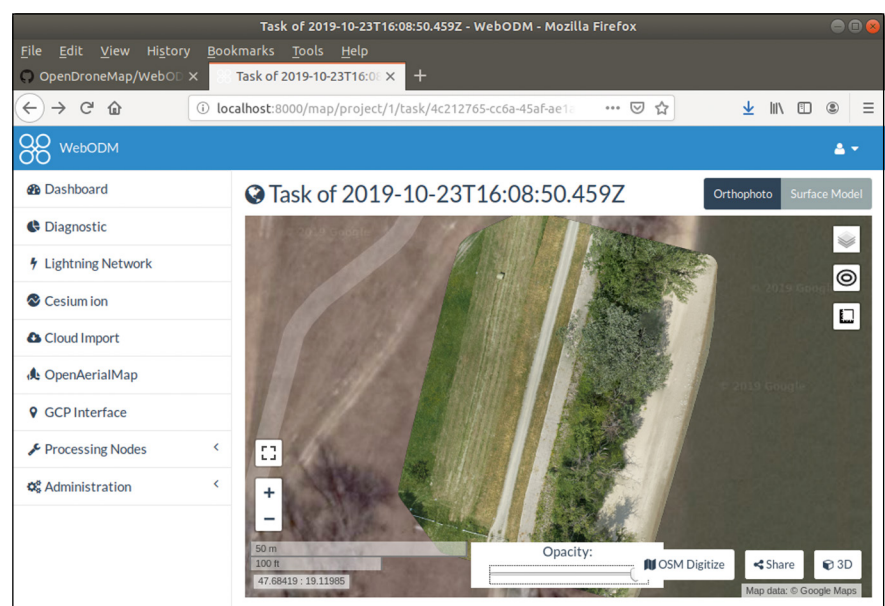 Task of 2019-10-23T16:08:50.459Z - WebODM - Mozilla Firefox
File Edit View History Bookmarks Tools Help
OpenDroneMap/WebOD
Task of 2019-10-23T16:08
localhost:8000/map/project/1/task/4c212765-cc6a-45af-ae1
WebODM
Dashboard
Diagnostic
Lightning Network
Cesium ion
Cloud Import
OpenAerialMap
GCP Interface
Processing Nodes
Administration
Task of 2019-10-23T16:08:50.459Z
Orthophoto Surface Model
© 2019 Google
© 2019 Goog
© 2019 Google
+
−
50 m
100 ft
47.68419 : 19.11985
Opacity:
OSM Digitize
Share
3D
Map data: © Google Maps